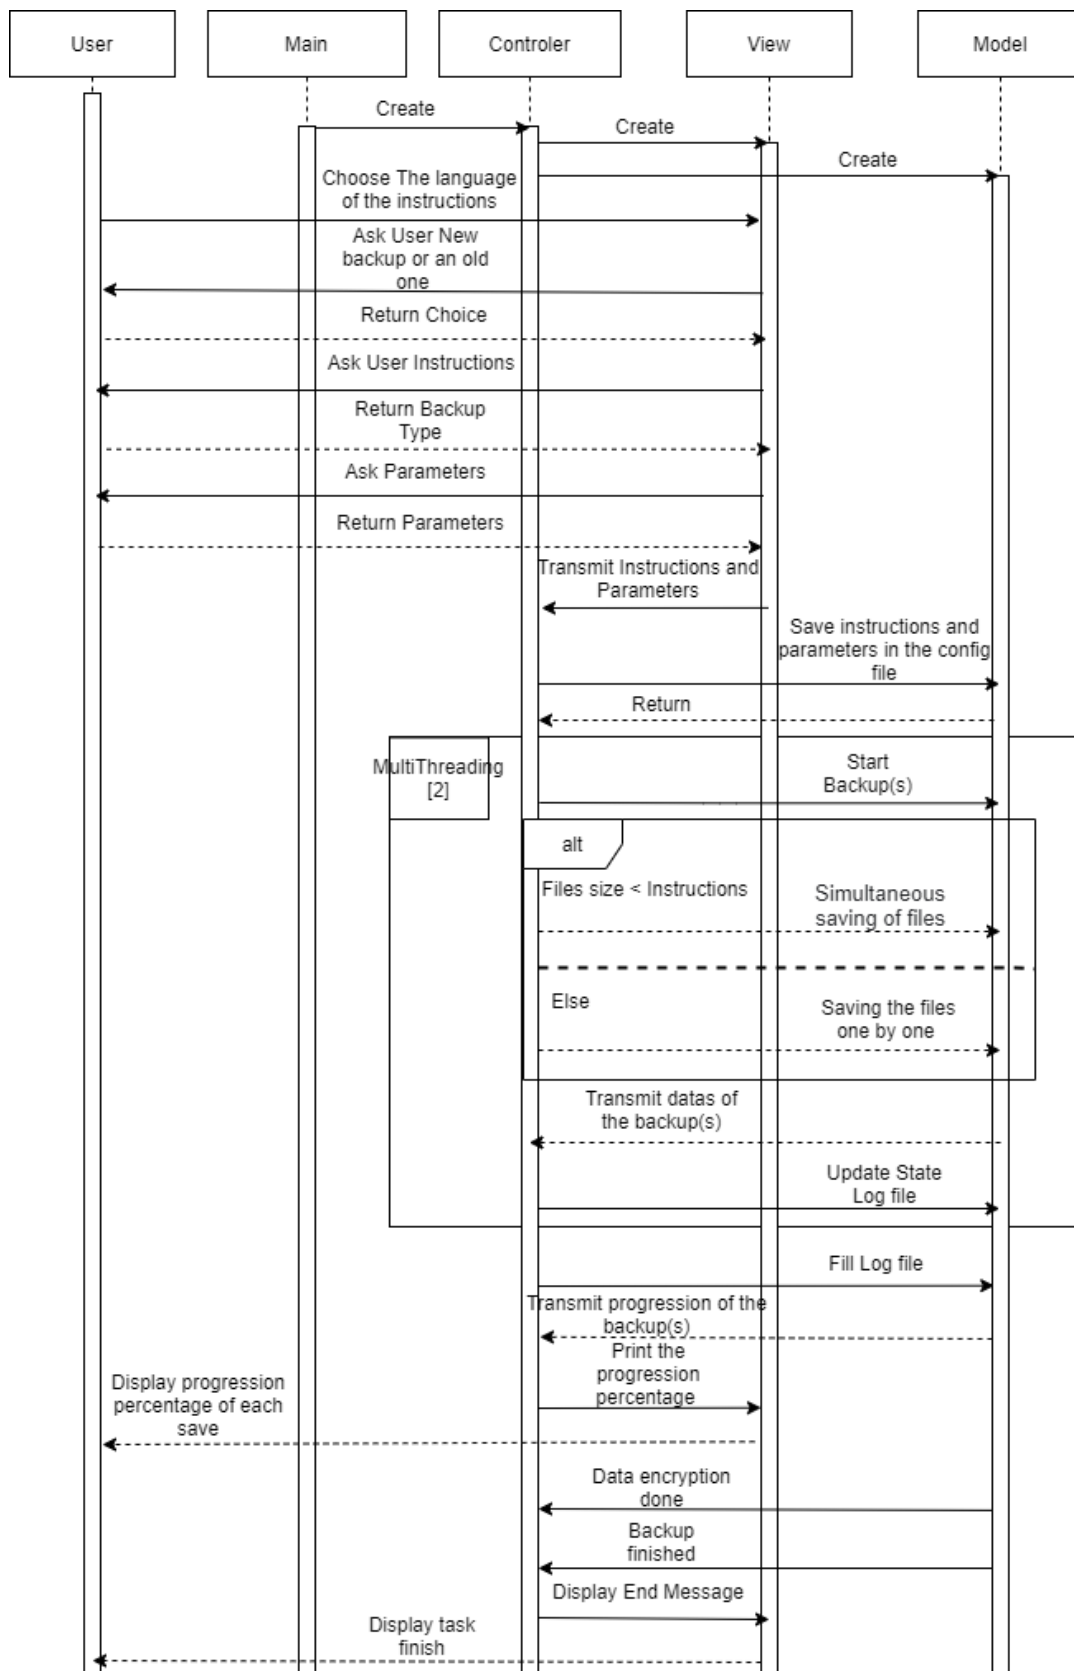 User
Main
Controler
View
Model
Create
Create
Create
Choose The language
of the instructions
Ask User New
backup or an old
one
Return Choice
Ask User Instructions
Return Backup
Type
Ask Parameters
Return Parameters
Transmit Instructions and
Parameters
Save instructions and
parameters in the config
file
Return
MultiThreading
[2]
Start
Backup(s)
alt
Files size < Instructions
Simultaneous
saving of files
Else
Saving the files
one by one
Transmit datas of
the backup(s)
Update State
Log file
Fill Log file
Transmit progression of the
backup(s)
Print the
progression
percentage
Display progression
percentage of each
save
Data encryption
done
Backup
finished
Display End Message
Display task
finish